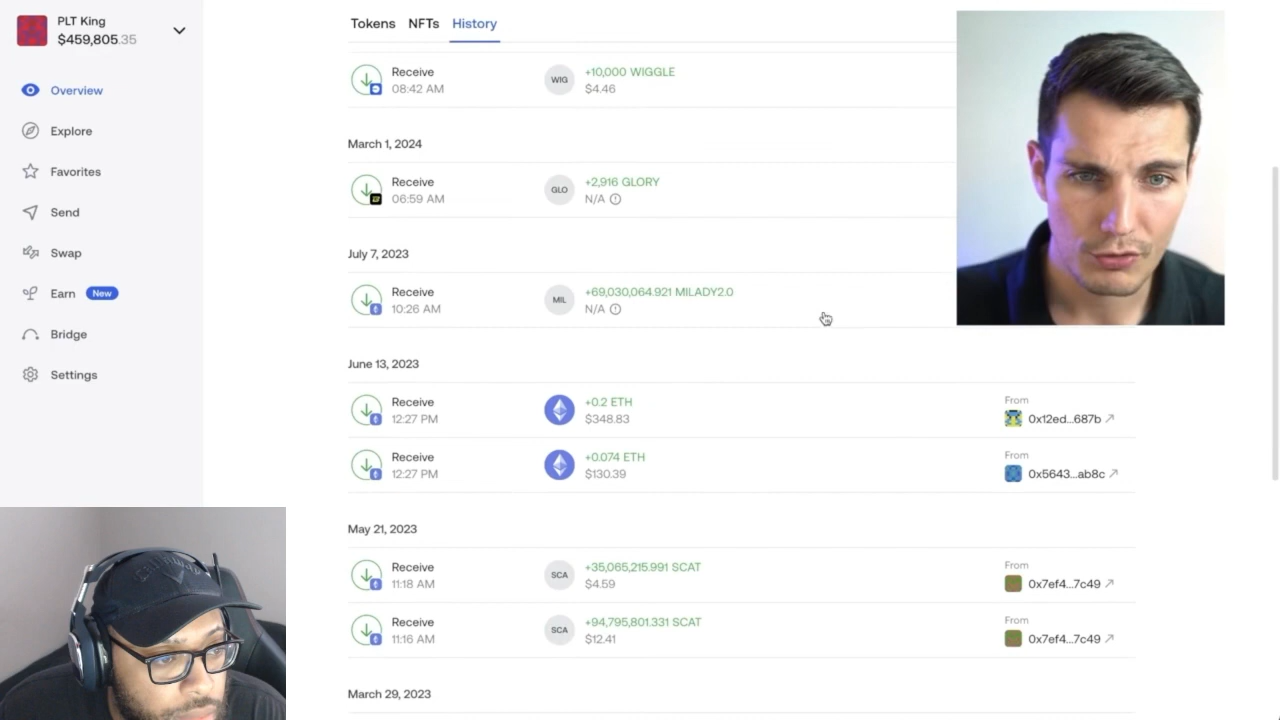 PLT King
$459,805.35
Overview
Explore
Favorites
Send
Swap
Earn New
Bridge
Settings
Tokens NFTs History
Receive
08:42 AM
WIG
+10,000 WIGGLE
$4.46
March 1, 2024
Receive
06:59 AM
GLO
+2,916 GLORY
N/A
July 7, 2023
Receive
10:26 AM
MIL
+69,030,064.921 MILADY2.0
N/A
June 13, 2023
Receive
12:27 PM
+0.2 ETH
$348.83
From
0x12ed...687b
Receive
12:27 PM
+0.074 ETH
$130.39
From
0x5643...ab8c
May 21, 2023
Receive
11:18 AM
SCA
+35,065,215.991 SCAT
$4.59
From
0x7ef4...7c49
Receive
11:16 AM
SCA
+94,795,801.331 SCAT
$12.41
From
0x7ef4...7c49
March 29, 2023